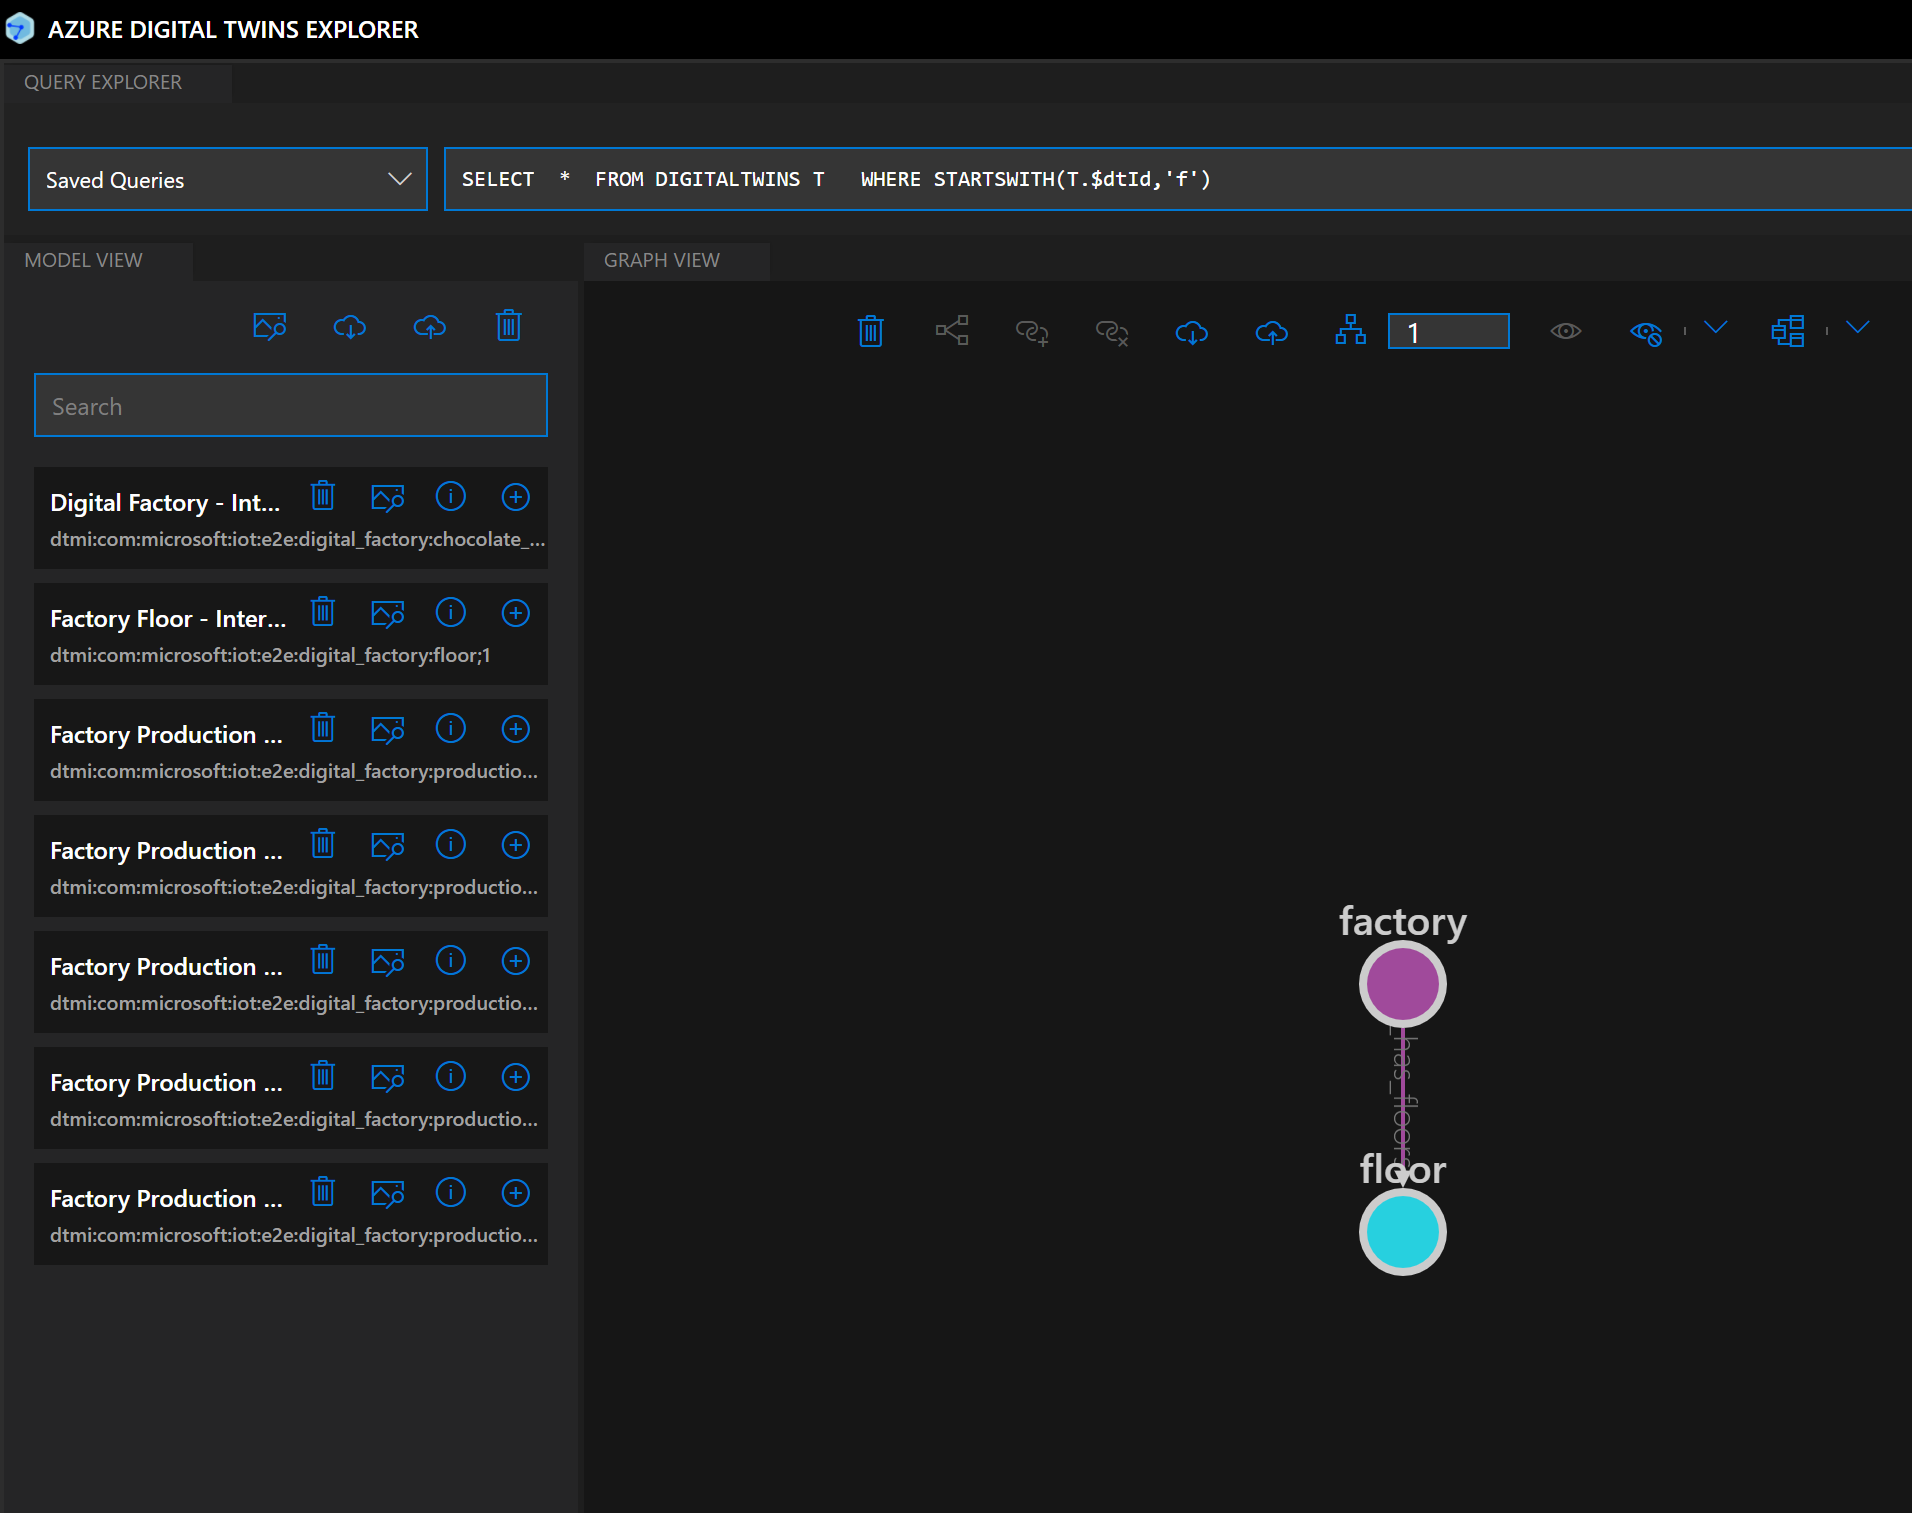 AZURE DIGITAL TWINS EXPLORER
QUERY EXPLORER
Saved Queries
SELECT * FROM DIGITALTWINS T WHERE STARTSWITH(T.$dtId,'f')
MODEL VIEW
GRAPH VIEW
1
Search
Digital Factory - Int...
dtmi:com:microsoft:iot:e2e:digital_factory:chocolate_...
Factory Floor - Inter...
dtmi:com:microsoft:iot:e2e:digital_factory:floor;1
Factory Production ...
dtmi:com:microsoft:iot:e2e:digital_factory:productio...
Factory Production ...
dtmi:com:microsoft:iot:e2e:digital_factory:productio...
Factory Production ...
dtmi:com:microsoft:iot:e2e:digital_factory:productio...
Factory Production ...
dtmi:com:microsoft:iot:e2e:digital_factory:productio...
Factory Production ...
dtmi:com:microsoft:iot:e2e:digital_factory:productio...
factory
_has_floors
floor